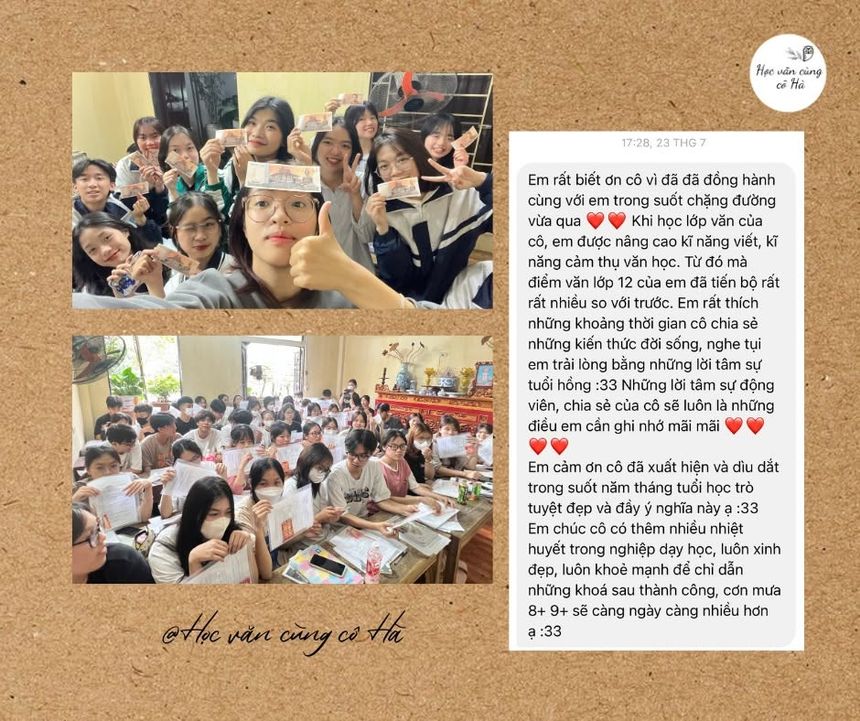 Học văn cùng
cô Hà
17:28, 23 THG 7
Em rất biết ơn cô vì đã đã đồng hành
cùng với em trong suốt chặng đường
vừa qua ❤️❤️ Khi học lớp văn của
cô, em được nâng cao kĩ năng viết, kĩ
năng cảm thụ văn học. Từ đó mà
điểm văn lớp 12 của em đã tiến bộ rất
rất nhiều so với trước. Em rất thích
những khoảng thời gian cô chia sẻ
những kiến thức đời sống, nghe tụi
em trải lòng bằng những lời tâm sự
tuổi hồng :33 Những lời tâm sự động
viên, chia sẻ của cô sẽ luôn là những
điều em cần ghi nhớ mãi mãi ❤️❤️
❤️❤️
Em cảm ơn cô đã xuất hiện và dìu dắt
trong suốt năm tháng tuổi học trò
tuyệt đẹp và đầy ý nghĩa này ạ :33
Em chúc cô có thêm nhiều nhiệt
huyết trong nghiệp dạy học, luôn xinh
đẹp, luôn khoẻ mạnh để chỉ dẫn
những khoá sau thành công, cơn mưa
8+ 9+ sẽ càng ngày càng nhiều hơn
ạ :33
@Học văn cùng cô Hà